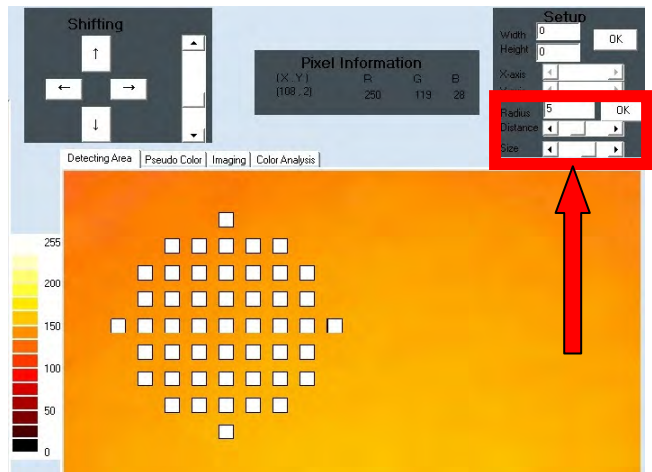 Shifting
↑
← →
↓
Pixel Information
(X , Y) R G B
(108 , 2) 250 119 28
Setup
Width 0
OK
Height 0
X-axis
Radius 5
OK
Distance
Size
Detecting Area Pseudo Color Imaging Color Analysis
255
200
150
100
50
0